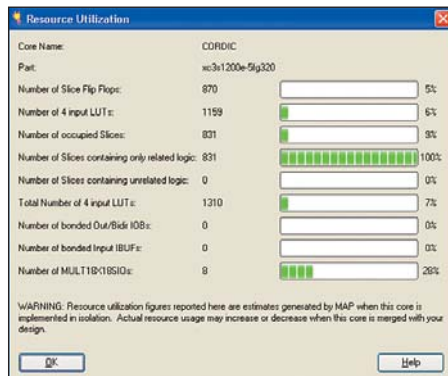 Resource Utilization
Core Name: CORDIC
Part: xc3s1200e-5fg320
Number of Slice Flip Flops: 870 5%
Number of 4 input LUTs: 1159 6%
Number of occupied Slices: 831 9%
Number of Slices containing only related logic: 831 100%
Number of Slices containing unrelated logic: 0 0%
Total Number of 4 input LUTs: 1310 7%
Number of bonded Out/Bidir IOBs: 0 0%
Number of bonded Input IBUFs: 0 0%
Number of MULT18X18SIOs: 8 28%
WARNING: Resource utilization figures reported here are estimates generated by MAP when this core is
implemented in isolation. Actual resource usage may increase or decrease when this core is merged with your
design.
OK Help